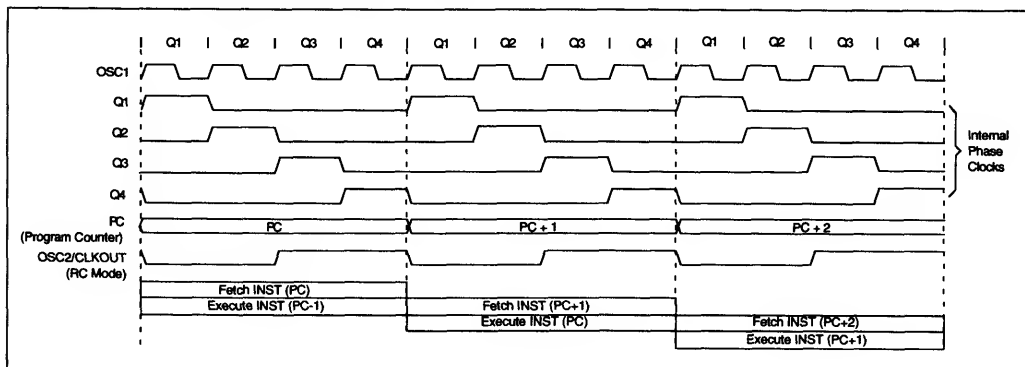 Q1 | Q2 | Q3 | Q4 | Q1 | Q2 | Q3 | Q4 | Q1 | Q2 | Q3 | Q4
OSC1
Q1
Q2
Q3
Q4
Internal
Phase
Clocks
PC
(Program Counter)
PC
PC + 1
PC + 2
OSC2/CLKOUT
(RC Mode)
Fetch INST (PC)
Execute INST (PC-1)
Fetch INST (PC+1)
Execute INST (PC)
Fetch INST (PC+2)
Execute INST (PC+1)